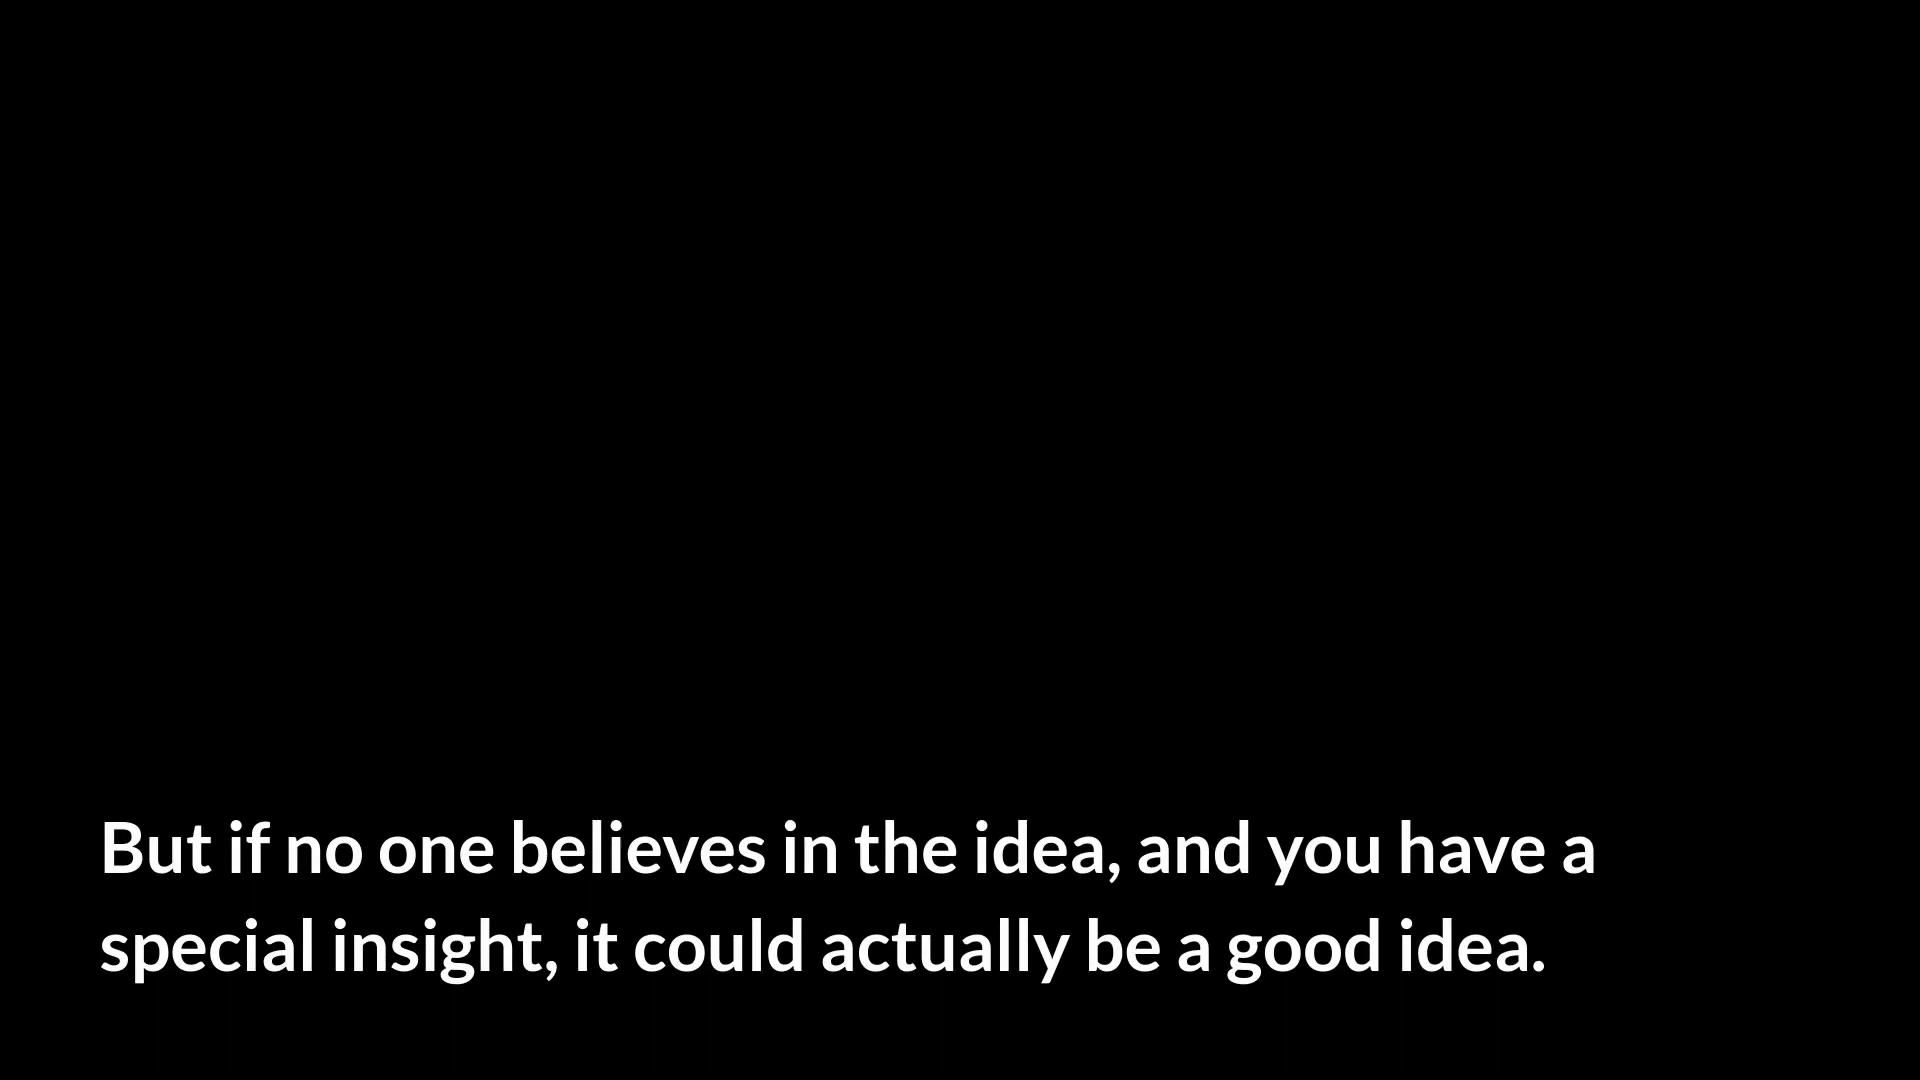 But if no one believes in the idea, and you have a
special insight, it could actually be a good idea.